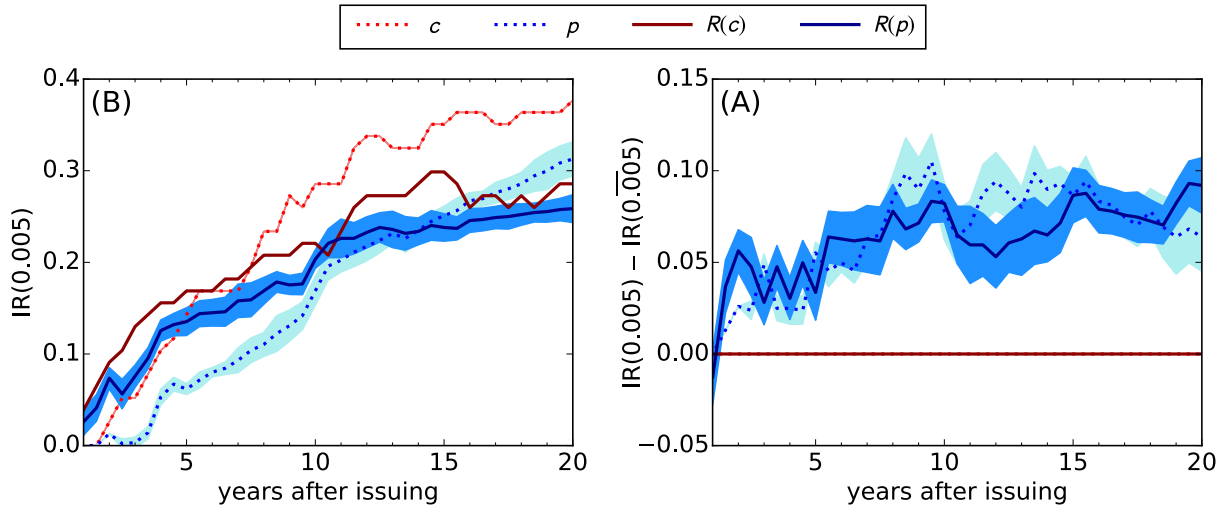 c p R(c) R(p)
(B)
IR(0.005)
0.4
0.3
0.2
0.1
0.0
5 10 15 20
years after issuing
(A)
IR(0.005) − IR(0.̅005)
0.15
0.10
0.05
0.00
−0.05
5 10 15 20
years after issuing